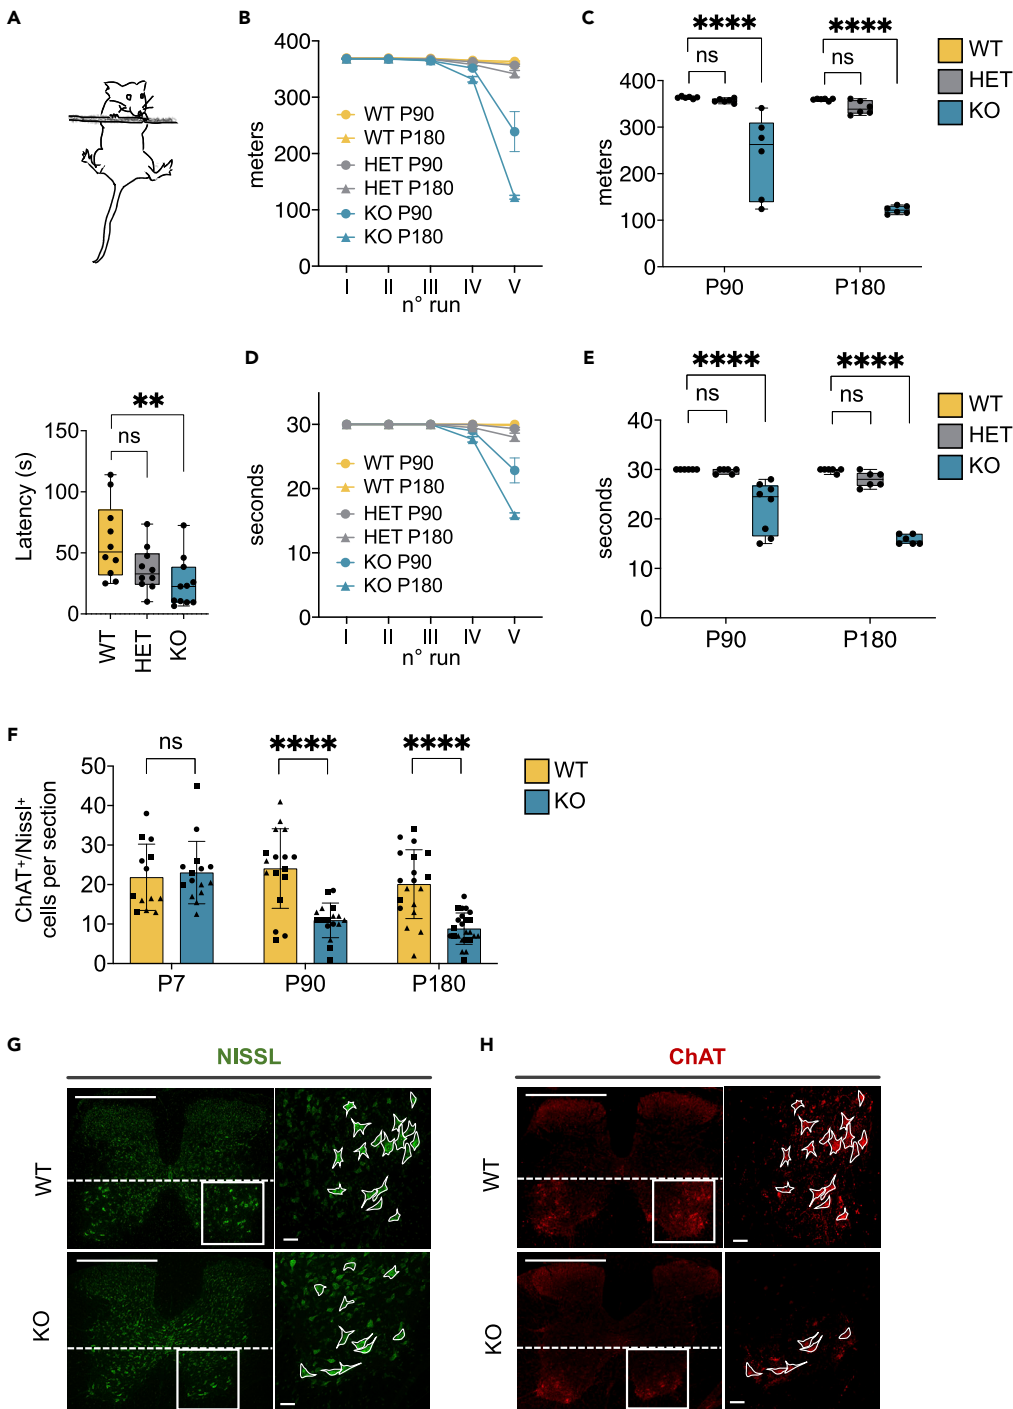 A
B
C
400
300
200
100
0
meters
WT P90
WT P180
HET P90
HET P180
KO P90
KO P180
I II III IV V
n° run
**** ****
ns ns
400
300
200
100
0
meters
P90 P180
WT
HET
KO
**
ns
150
100
50
0
Latency (s)
WT HET KO
D
E
30
20
10
0
seconds
WT P90
WT P180
HET P90
HET P180
KO P90
KO P180
I II III IV V
n° run
**** ****
ns ns
40
30
20
10
0
seconds
P90 P180
WT
HET
KO
F
ns **** ****
50
40
30
20
10
0
ChAT⁺/Nissl⁺
cells per section
P7 P90 P180
WT
KO
G
NISSL
WT
KO
H
ChAT
WT
KO